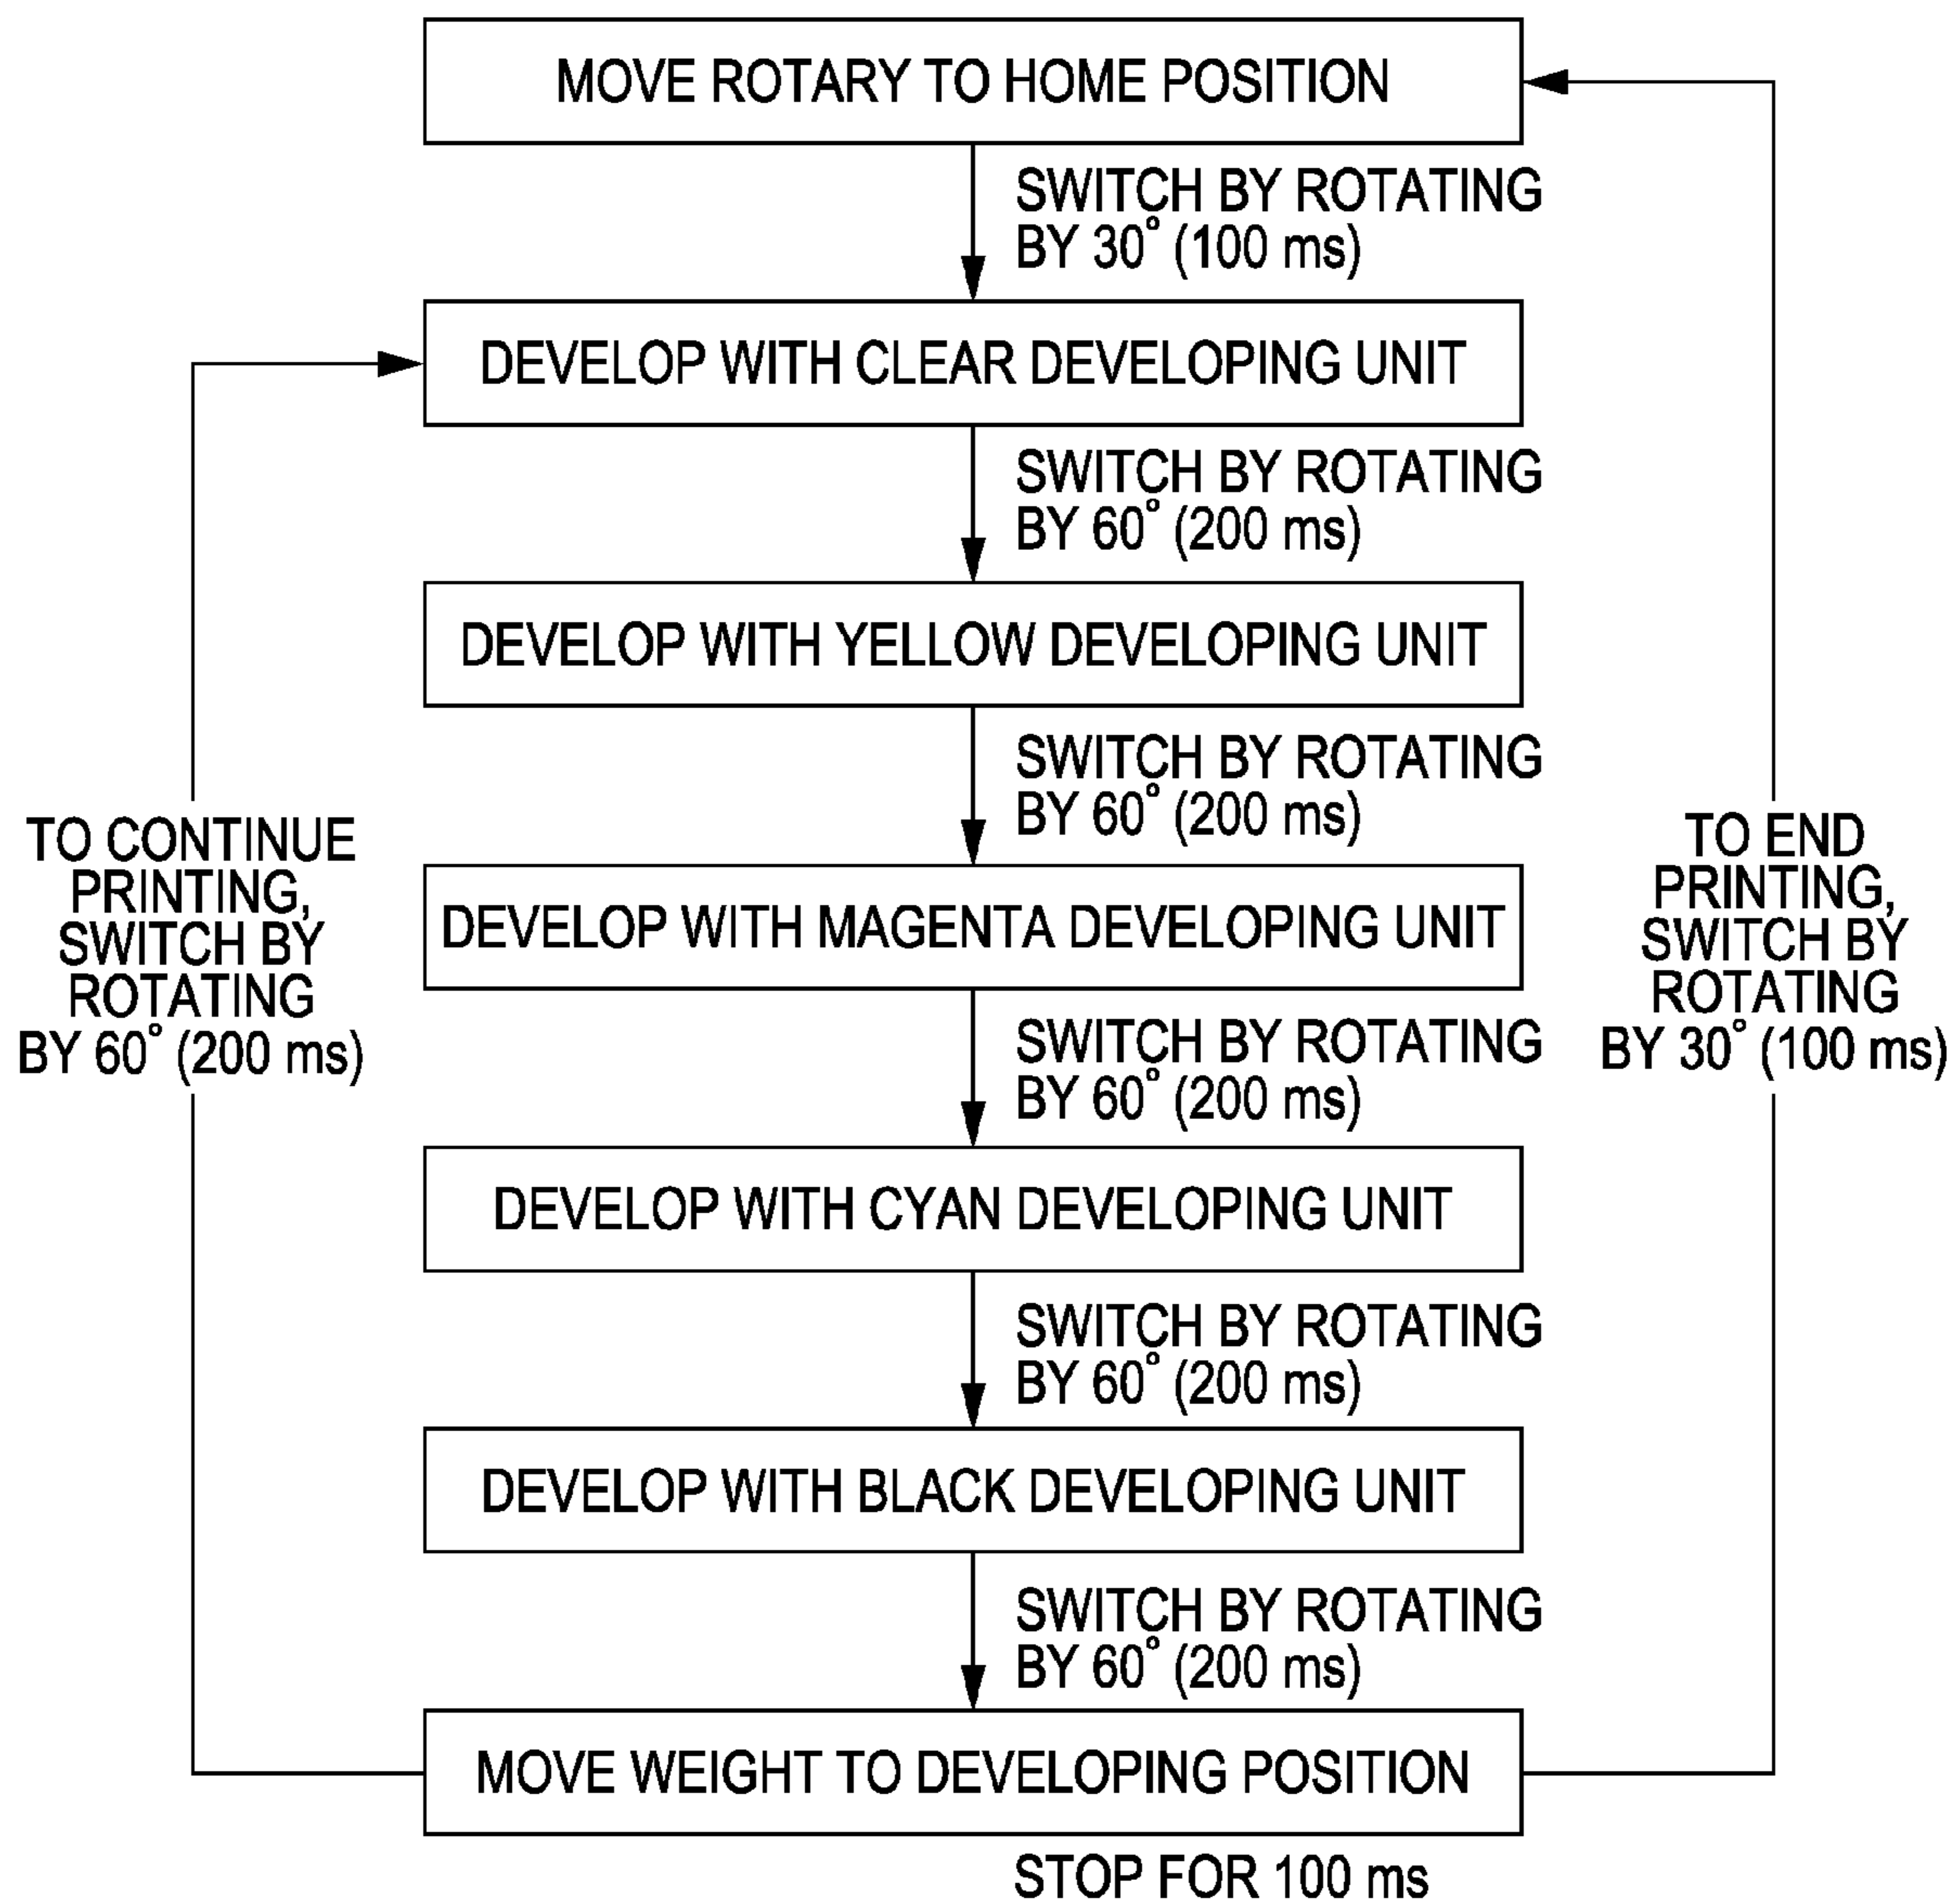 MOVE ROTARY TO HOME POSITION
SWITCH BY ROTATING
BY 30° (100 ms)
DEVELOP WITH CLEAR DEVELOPING UNIT
SWITCH BY ROTATING
BY 60° (200 ms)
DEVELOP WITH YELLOW DEVELOPING UNIT
SWITCH BY ROTATING
BY 60° (200 ms)
TO CONTINUE
PRINTING,
SWITCH BY
ROTATING
BY 60° (200 ms)
DEVELOP WITH MAGENTA DEVELOPING UNIT
TO END
PRINTING,
SWITCH BY
ROTATING
BY 30° (100 ms)
SWITCH BY ROTATING
BY 60° (200 ms)
DEVELOP WITH CYAN DEVELOPING UNIT
SWITCH BY ROTATING
BY 60° (200 ms)
DEVELOP WITH BLACK DEVELOPING UNIT
SWITCH BY ROTATING
BY 60° (200 ms)
MOVE WEIGHT TO DEVELOPING POSITION
STOP FOR 100 ms